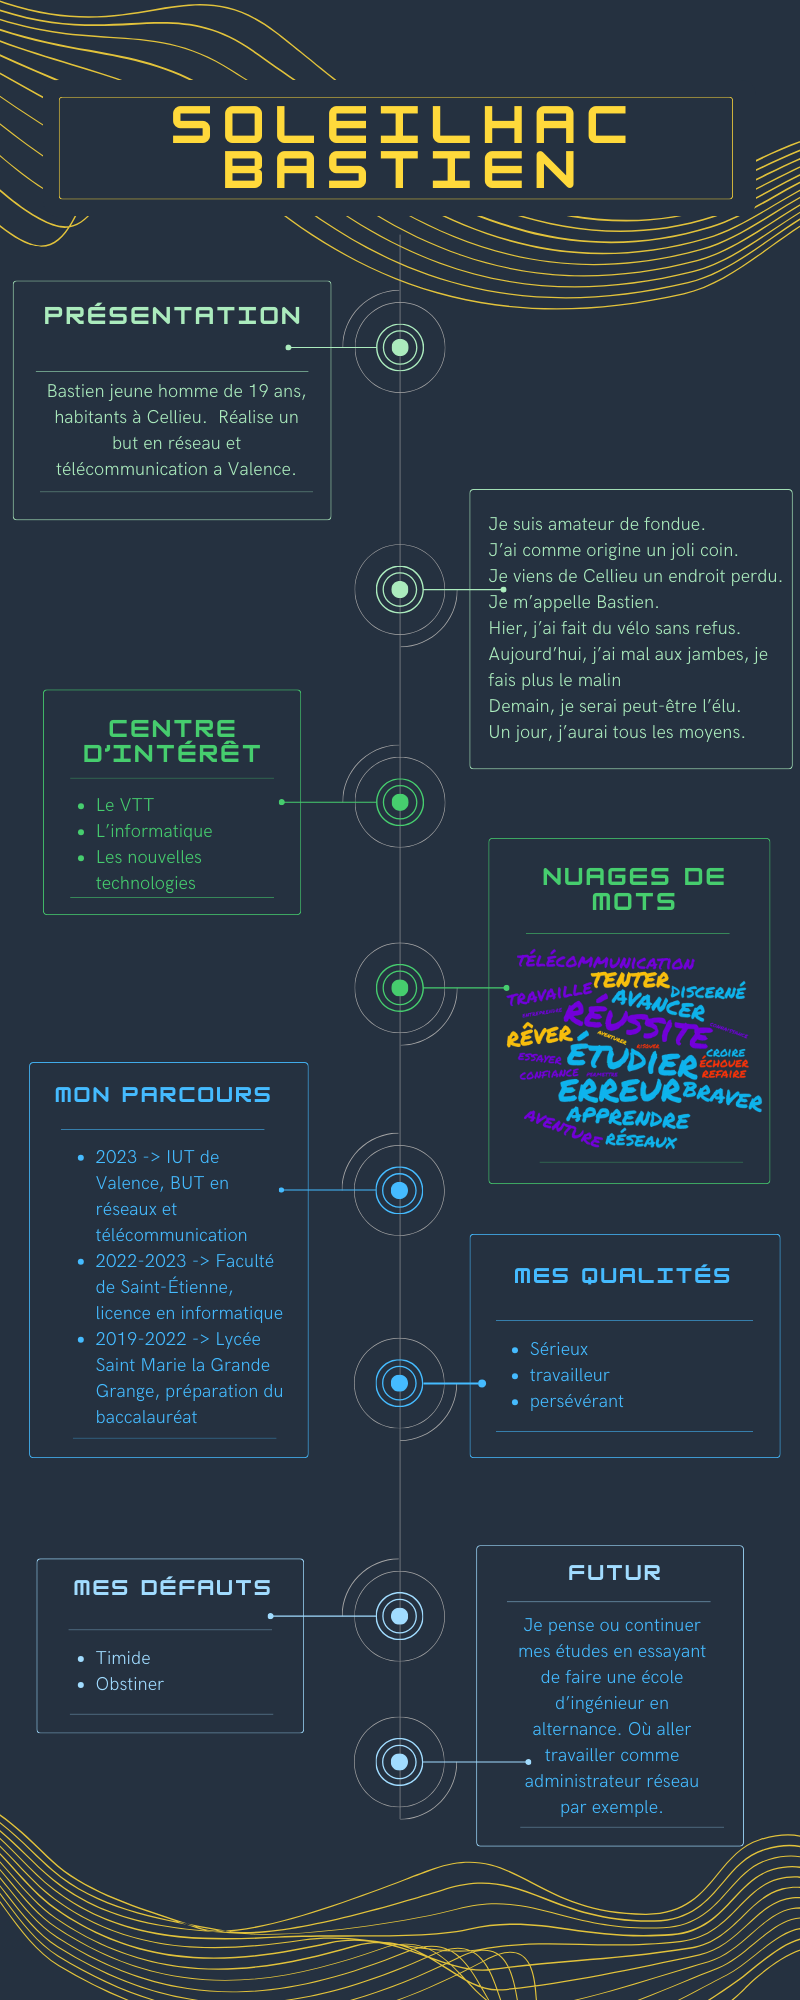 SOLEILHAC
BASTIEN
PRÉSENTATION
Bastien jeune homme de 19 ans,
habitants à Cellieu.  Réalise un
but en réseau et
télécommunication a Valence.
Je suis amateur de fondue.
J'ai comme origine un joli coin.
Je viens de Cellieu un endroit perdu.
Je m'appelle Bastien.
Hier, j'ai fait du vélo sans refus.
Aujourd'hui, j'ai mal aux jambes, je
fais plus le malin
Demain, je serai peut-être l'élu.
Un jour, j'aurai tous les moyens.
CENTRE
D'INTÉRÊT
• Le VTT
• L'informatique
• Les nouvelles
technologies
NUAGES DE
MOTS
TÉLÉCOMMUNICATION
TENTER
TRAVAILLE
AVANCER
DISCERNÉ
RÉUSSITE
RÊVER
AVENTURER
RISQUER
ESSAYER
ÉTUDIER
CROIRE
ÉCHOUER
REFAIRE
CONFIANCE
ERREUR
BRAVER
APPRENDRE
AVENTURE
RÉSEAUX
MON PARCOURS
• 2023 -> IUT de
Valence, BUT en
réseaux et
télécommunication
• 2022-2023 -> Faculté
de Saint-Étienne,
licence en informatique
• 2019-2022 -> Lycée
Saint Marie la Grande
Grange, préparation du
baccalauréat
MES QUALITÉS
• Sérieux
• travailleur
• persévérant
MES DÉFAUTS
• Timide
• Obstiner
FUTUR
Je pense ou continuer
mes études en essayant
de faire une école
d'ingénieur en
alternance. Où aller
travailler comme
administrateur réseau
par exemple.